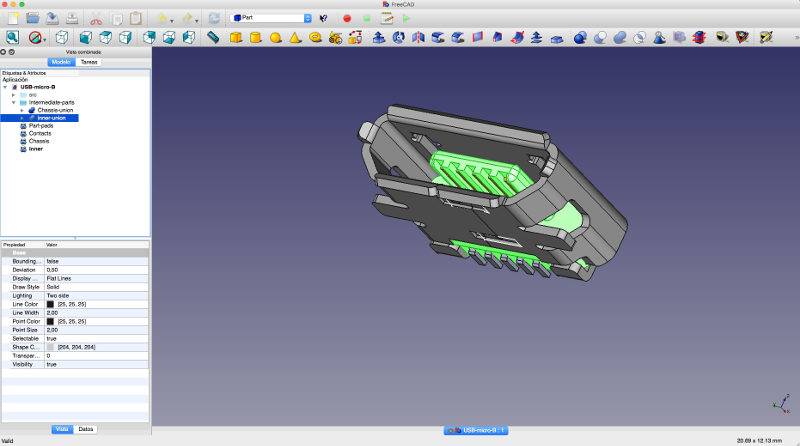 FreeCAD
Part
Vista combinada
Modelo Tareas
Etiquetas & Atributos
Aplicación
USB-micro-B
src
Intermediate-parts
Chassis-union
inner-union
Part-pads
Contacts
Chassis
Inner
Propiedad Valor
Base
Bounding... false
Deviation 0,50
Display ... Flat Lines
Draw Style Solid
Lighting Two side
Line Color [25, 25, 25]
Line Width 2,00
Point Color [25, 25, 25]
Point Size 2,00
Selectable true
Shape C... [204, 204, 204]
Transpar... 0
Visibility true
Vista Datos
USB-micro-B : 1
Valid
20.69 x 12.13 mm